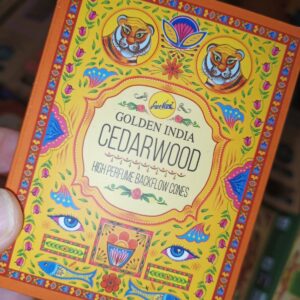 GOLDEN INDIA
CEDARWOOD
HIGH PERFUME BACKFLOW CONES